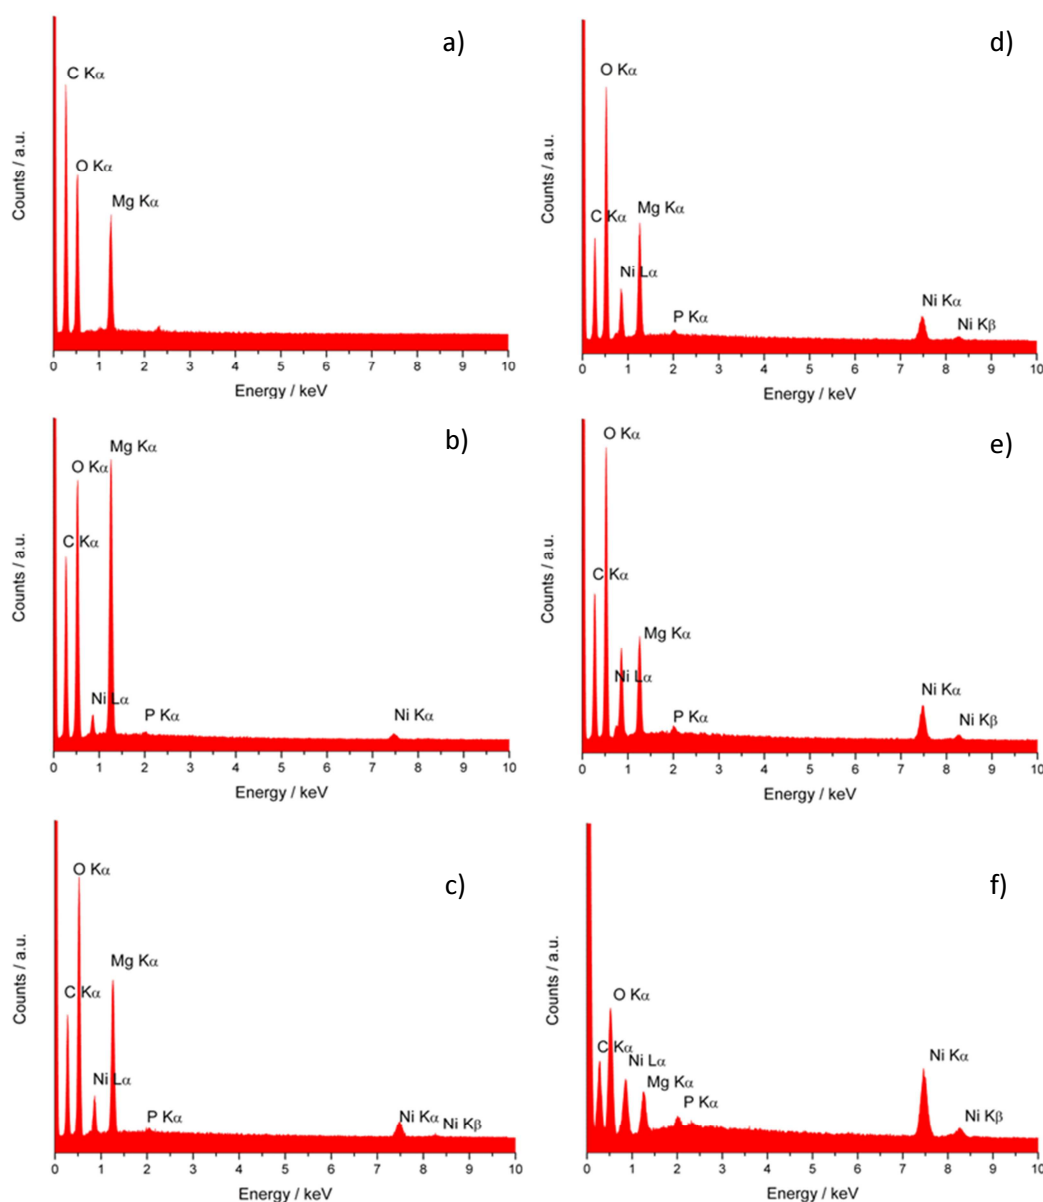 a)
C Kα
O Kα
Mg Kα
Counts / a.u.
0 1 2 3 4 5 6 7 8 9 10
Energy / keV
b)
Mg Kα
O Kα
C Kα
Ni Lα
P Kα
Ni Kα
Counts / a.u.
0 1 2 3 4 5 6 7 8 9 10
Energy / keV
c)
O Kα
Mg Kα
C Kα
Ni Lα
P Kα
Ni Kα
Ni Kβ
Counts / a.u.
0 1 2 3 4 5 6 7 8 9 10
Energy / keV
d)
O Kα
Mg Kα
C Kα
Ni Lα
P Kα
Ni Kα
Ni Kβ
Counts / a.u.
0 1 2 3 4 5 6 7 8 9 10
Energy / keV
e)
O Kα
C Kα
Mg Kα
Ni Lα
P Kα
Ni Kα
Ni Kβ
Counts / a.u.
0 1 2 3 4 5 6 7 8 9 10
Energy / keV
f)
O Kα
C Kα
Ni Lα
Mg Kα
P Kα
Ni Kα
Ni Kβ
Counts / a.u.
0 1 2 3 4 5 6 7 8 9 10
Energy / keV